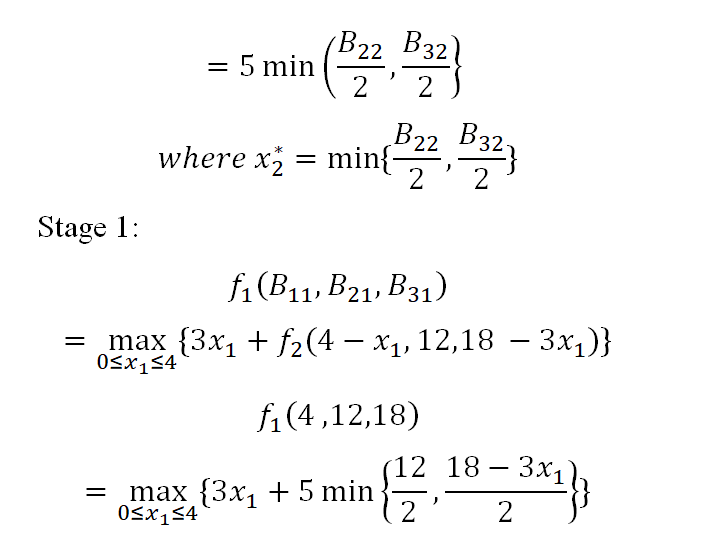 = 5 min (B₂₂/2, B₃₂/2}
where x₂* = min{B₂₂/2, B₃₂/2}
Stage 1:
f₁(B₁₁, B₂₁, B₃₁)
= max 0≤x₁≤4 {3x₁ + f₂(4 − x₁, 12,18 − 3x₁)}
f₁(4 ,12,18)
= max 0≤x₁≤4 {3x₁ + 5 min {12/2, (18 − 3x₁)/2}}